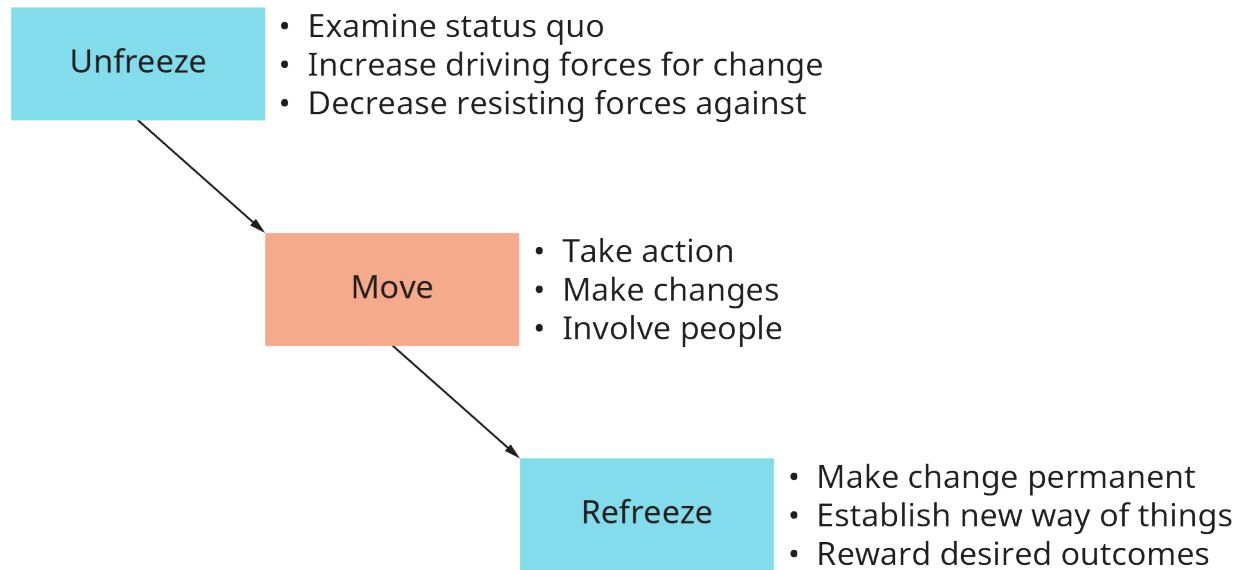 Unfreeze
• Examine status quo
• Increase driving forces for change
• Decrease resisting forces against
Move
• Take action
• Make changes
• Involve people
Refreeze
• Make change permanent
• Establish new way of things
• Reward desired outcomes